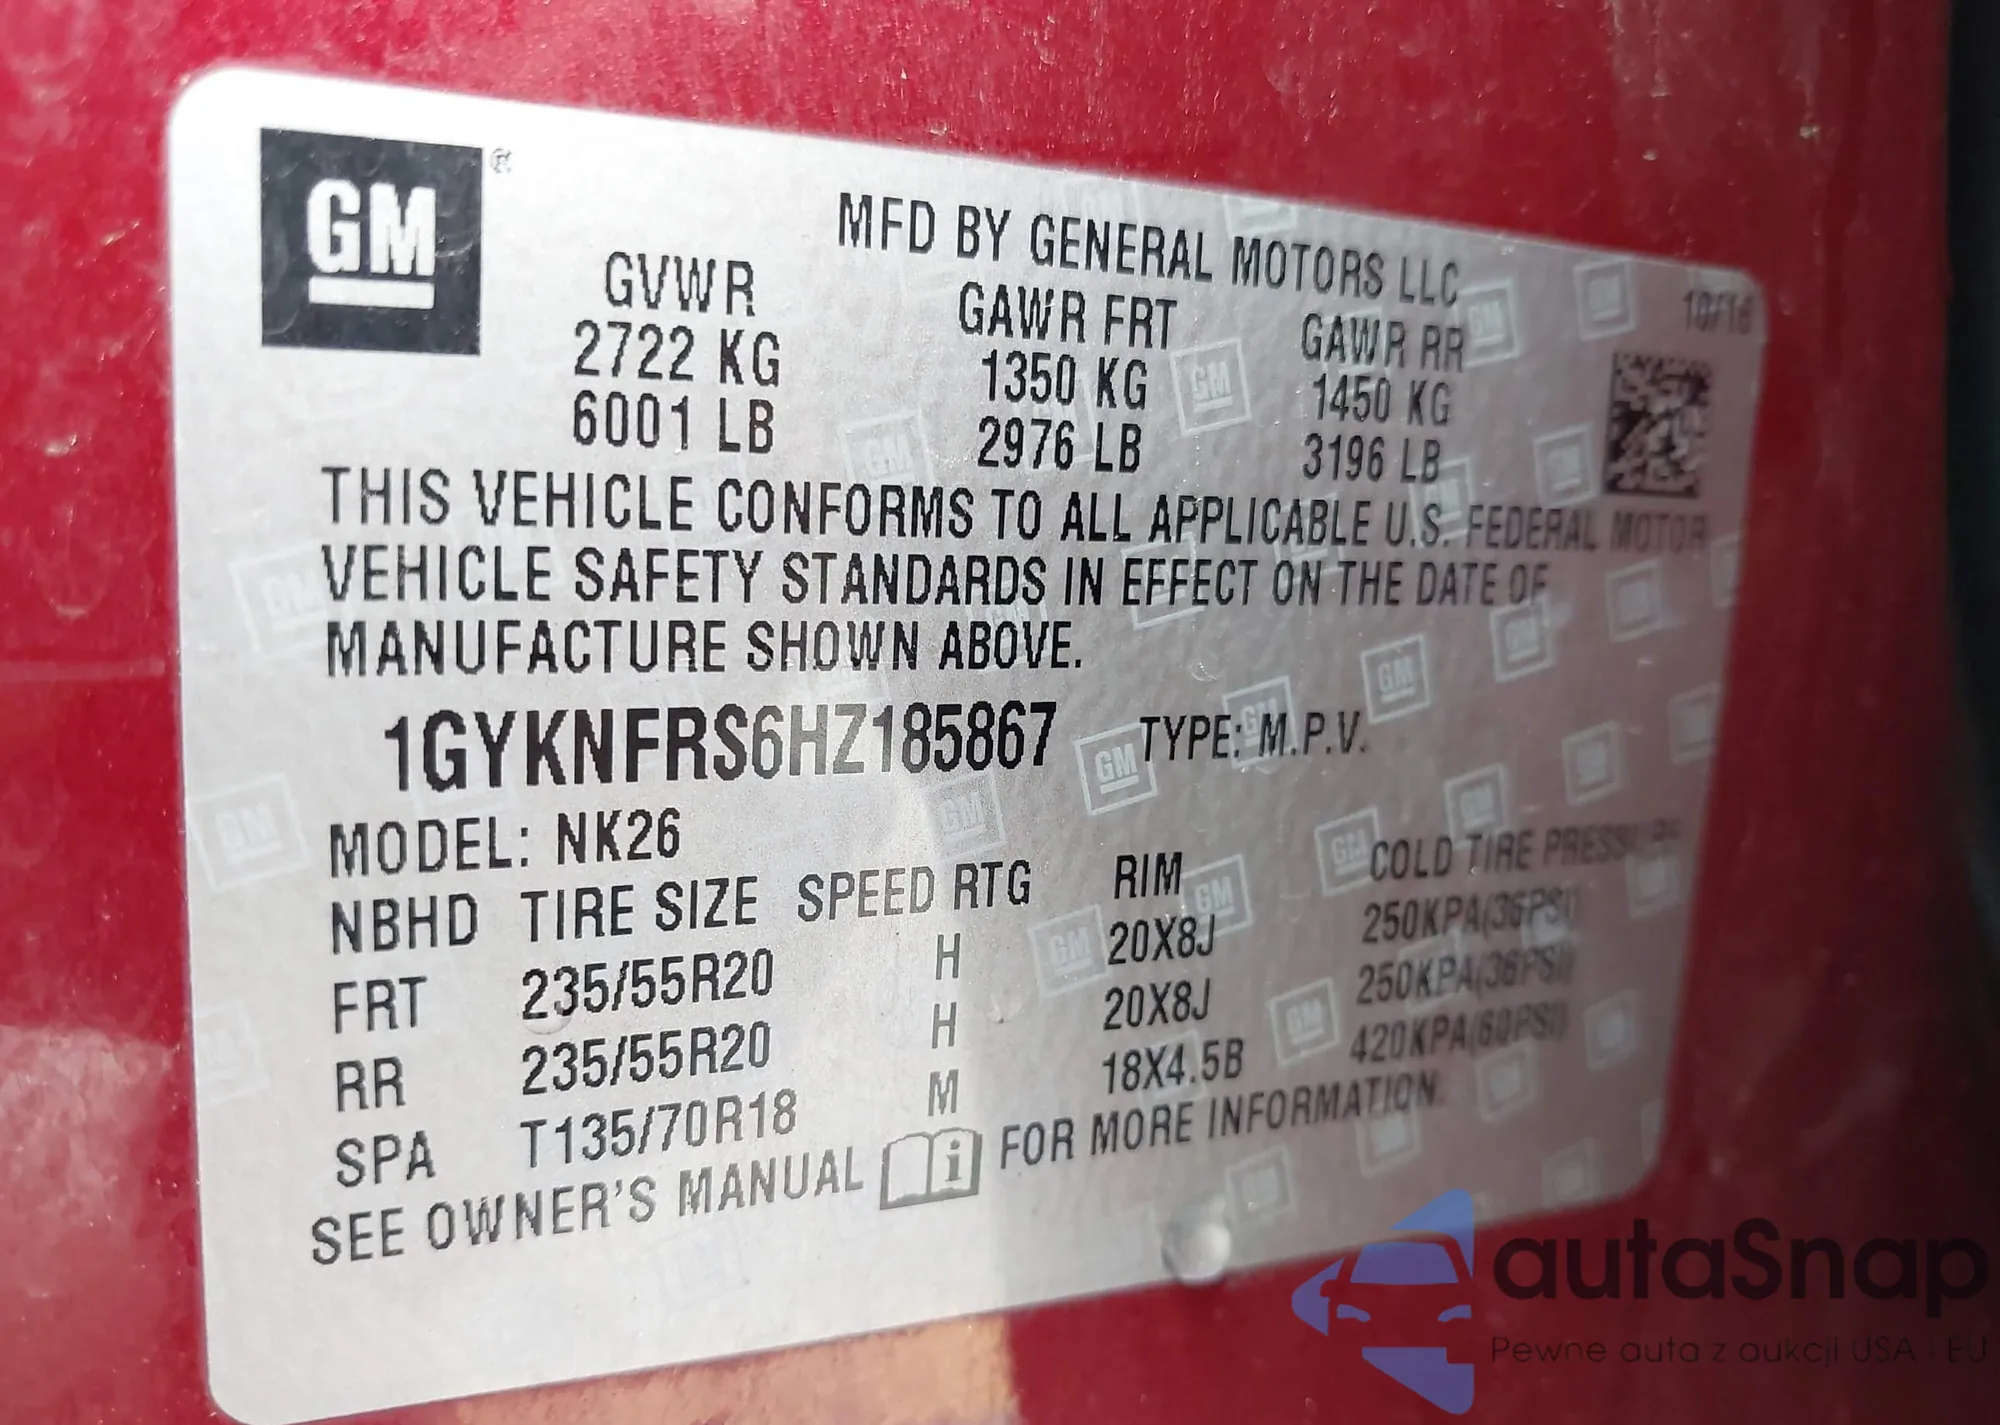 GM ®
MFD BY GENERAL MOTORS LLC
10/16
GVWR GAWR FRT GAWR RR
2722 KG 1350 KG 1450 KG
6001 LB 2976 LB 3196 LB
THIS VEHICLE CONFORMS TO ALL APPLICABLE U.S. FEDERAL MOTOR
VEHICLE SAFETY STANDARDS IN EFFECT ON THE DATE OF
MANUFACTURE SHOWN ABOVE.
1GYKNFRS6HZ185867 TYPE: M.P.V.
MODEL: NK26
NBHD TIRE SIZE SPEED RTG RIM COLD TIRE PRESSURE
FRT 235/55R20 H 20X8J 250KPA(36PSI)
RR 235/55R20 H 20X8J 250KPA(36PSI)
SPA T135/70R18 M 18X4.5B 420KPA(60PSI)
SEE OWNER'S MANUAL i FOR MORE INFORMATION.
autaSnap
Pewne auta z aukcji USA i EU